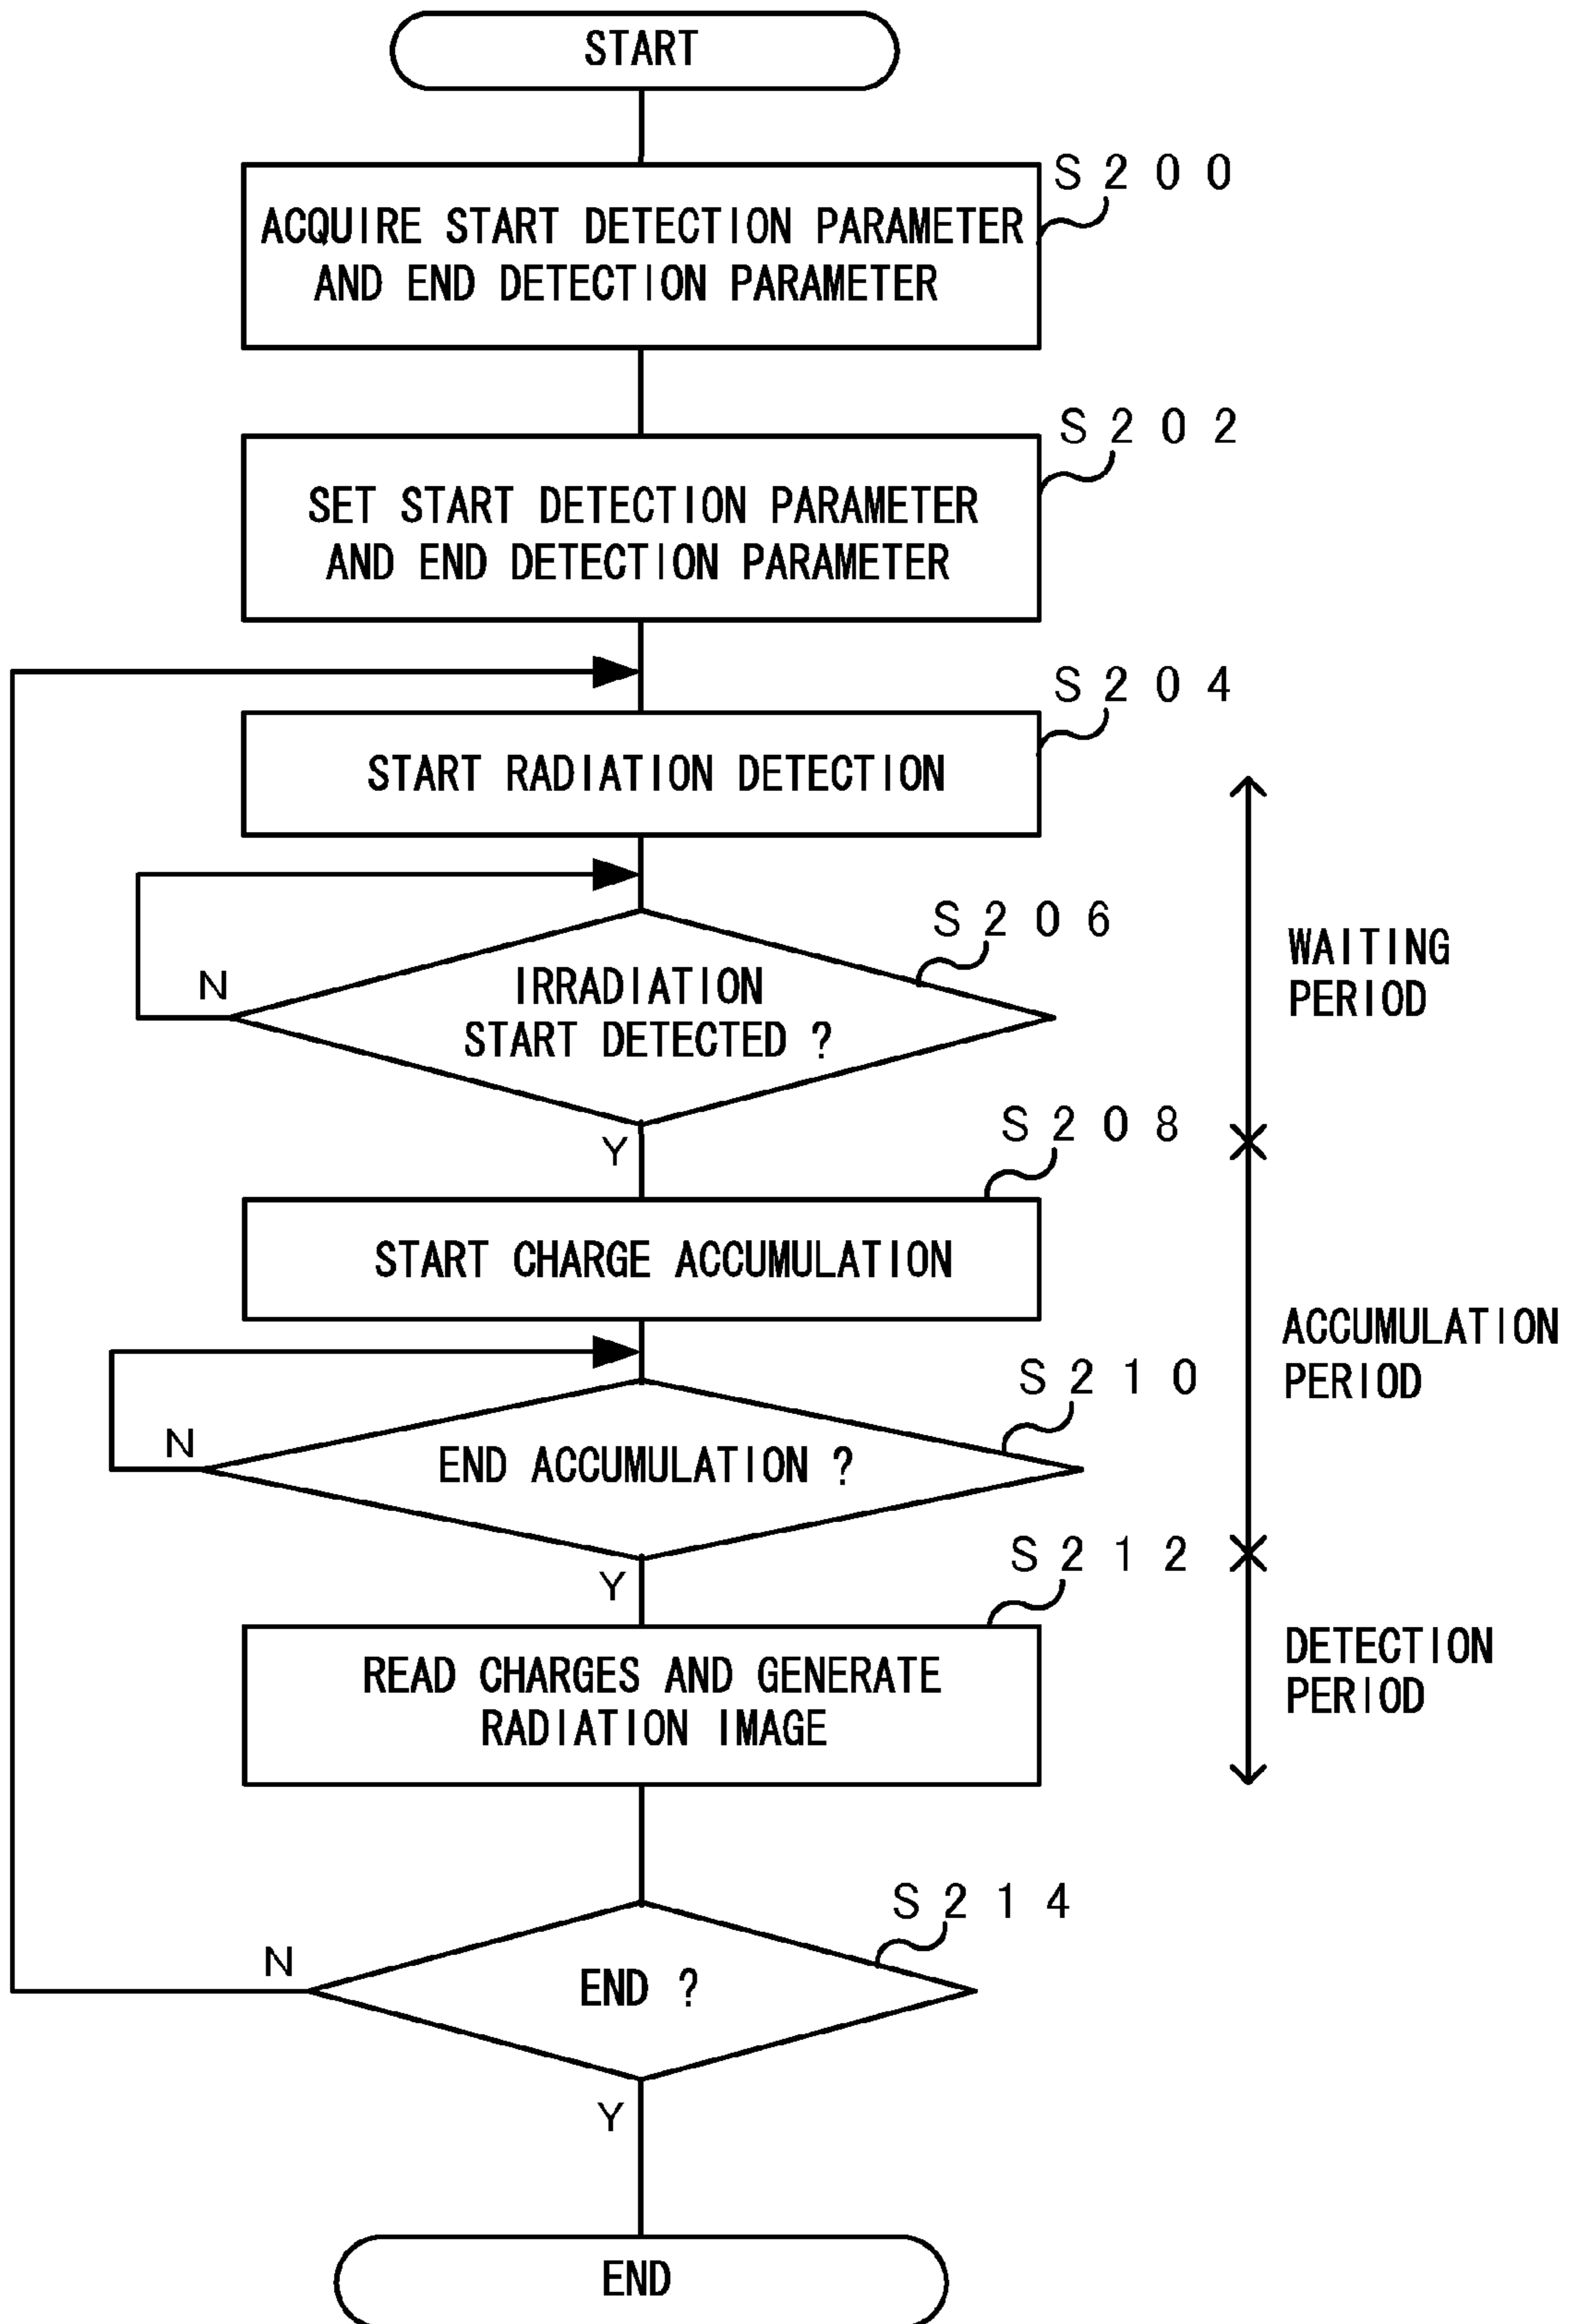 START
S200
ACQUIRE START DETECTION PARAMETER
AND END DETECTION PARAMETER
S202
SET START DETECTION PARAMETER
AND END DETECTION PARAMETER
S204
START RADIATION DETECTION
S206
N
IRRADIATION
START DETECTED ?
WAITING
PERIOD
Y
S208
START CHARGE ACCUMULATION
ACCUMULATION
PERIOD
S210
N
END ACCUMULATION ?
Y
S212
READ CHARGES AND GENERATE
RADIATION IMAGE
DETECTION
PERIOD
S214
N
END ?
Y
END